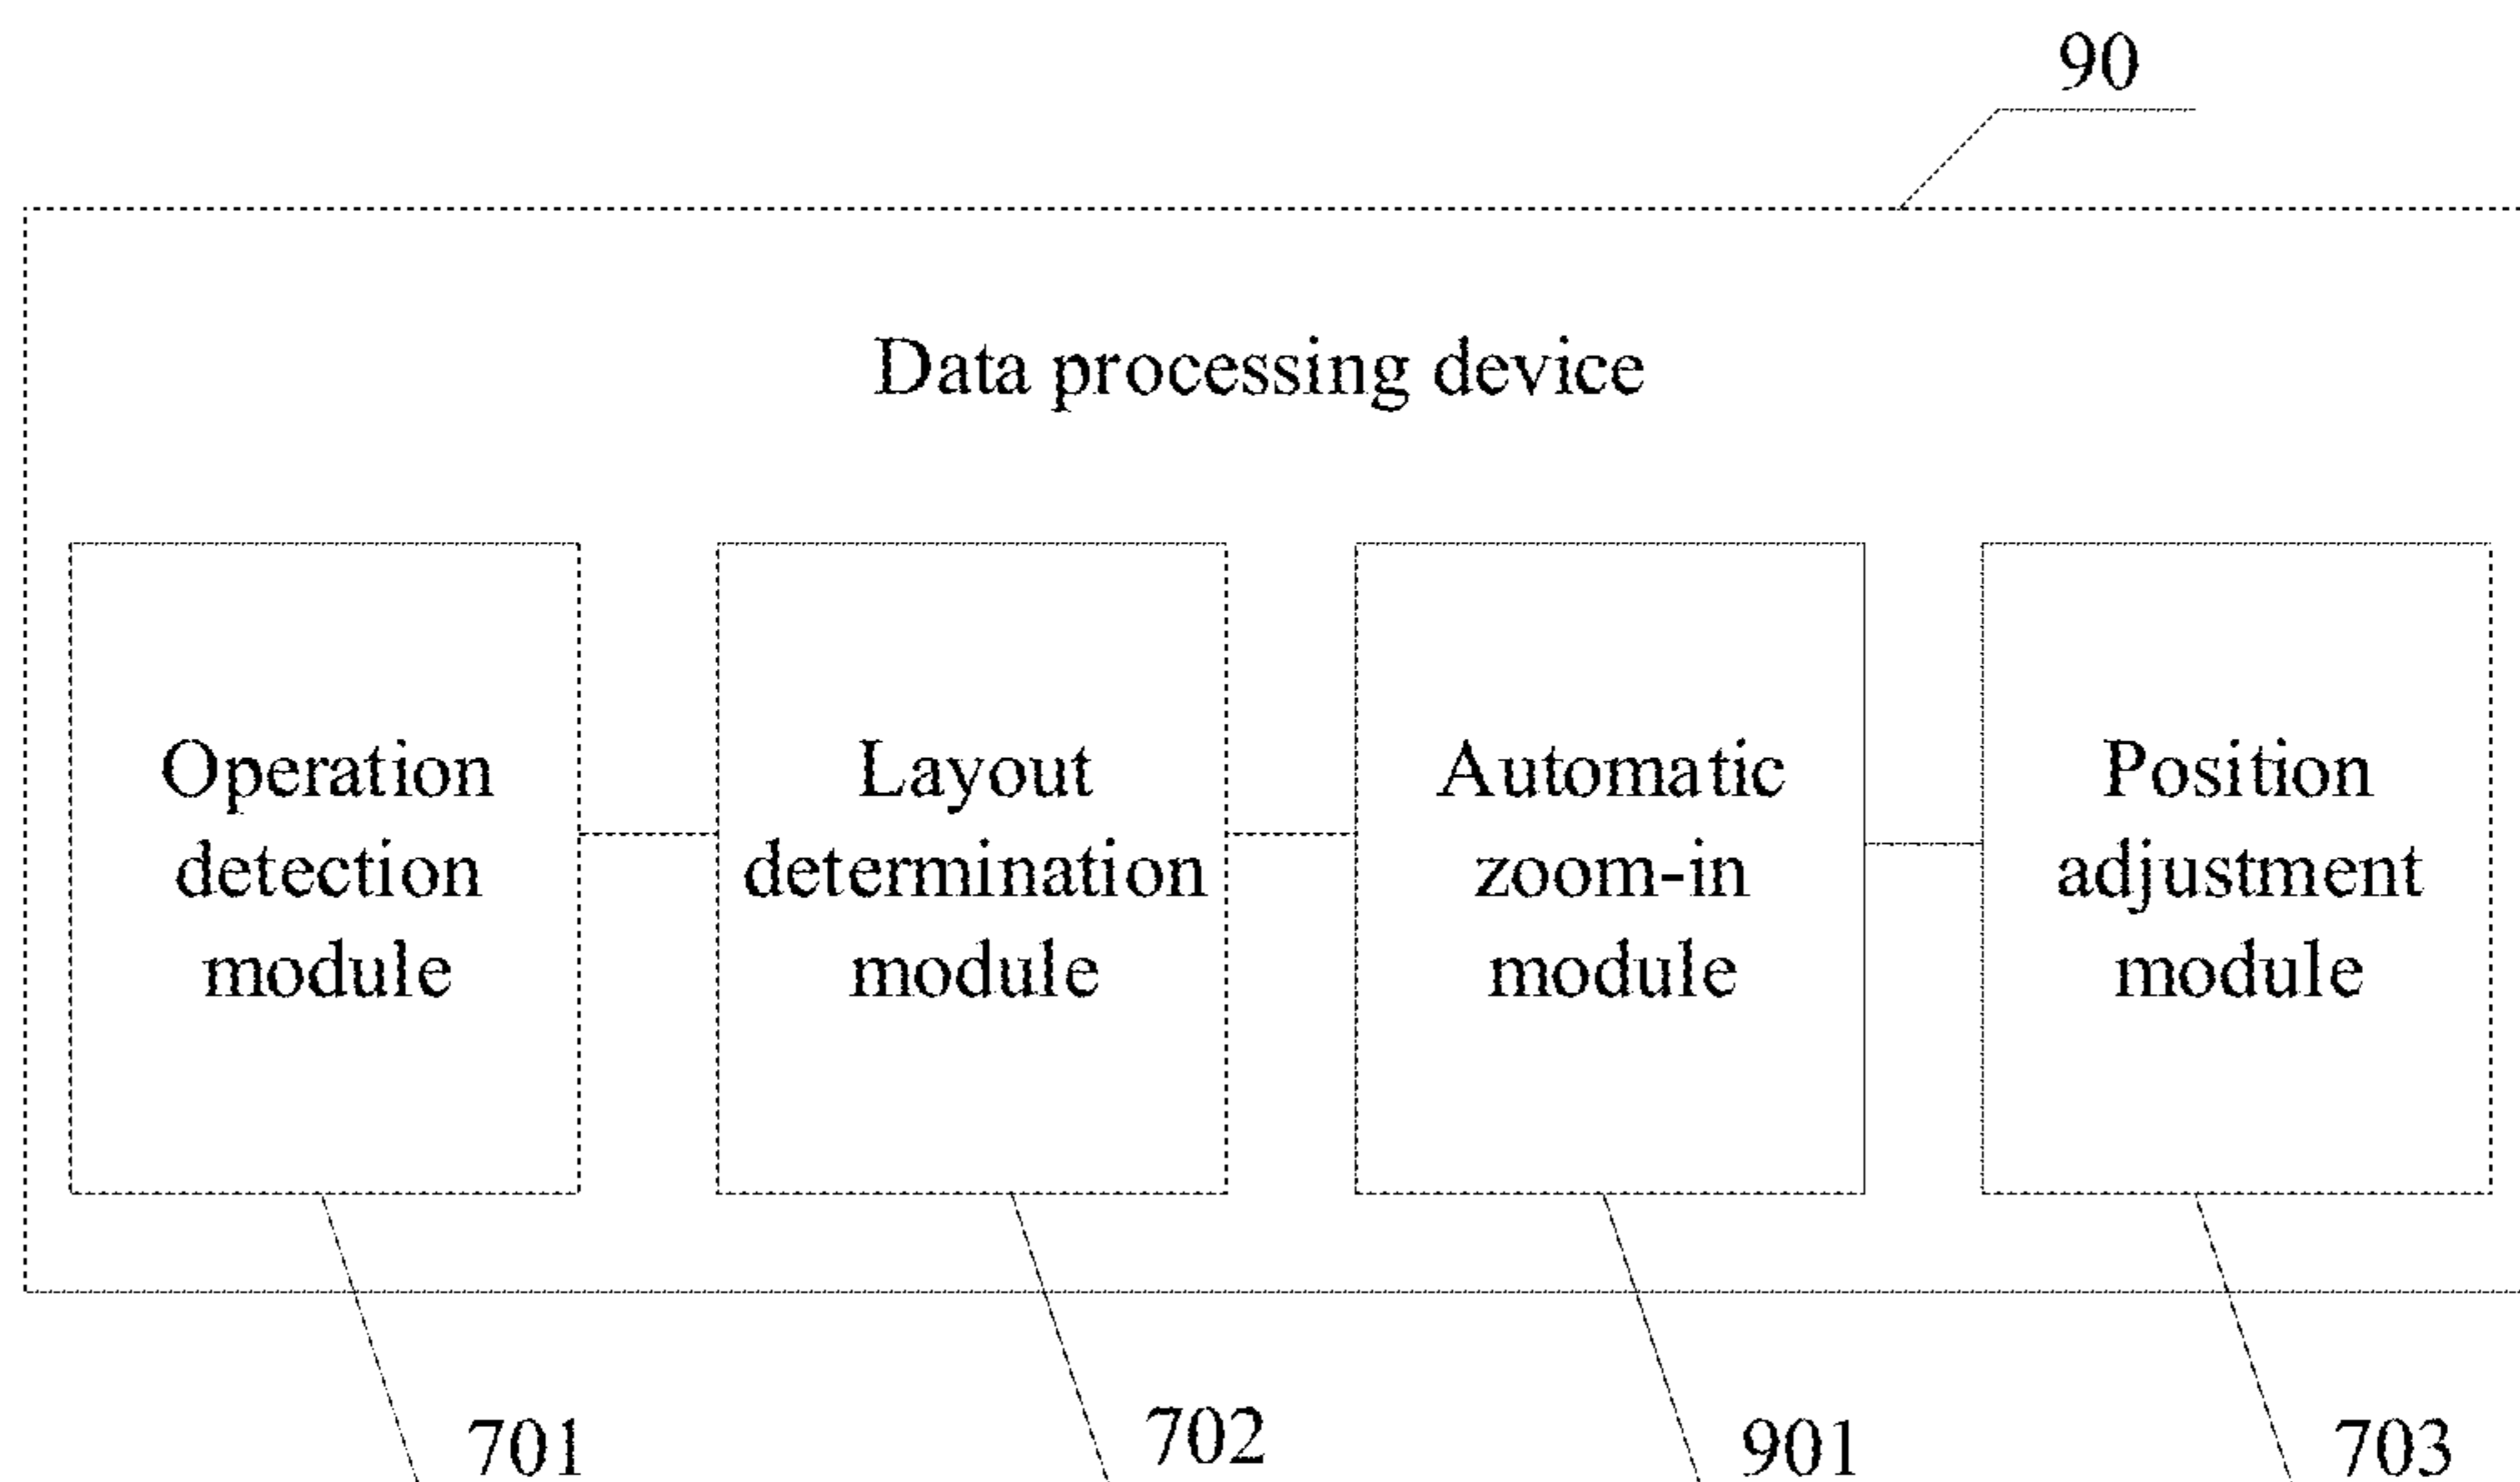 90
Data processing device
Operation
detection
module
Layout
determination
module
Automatic
zoom-in
module
Position
adjustment
module
701
702
901
703